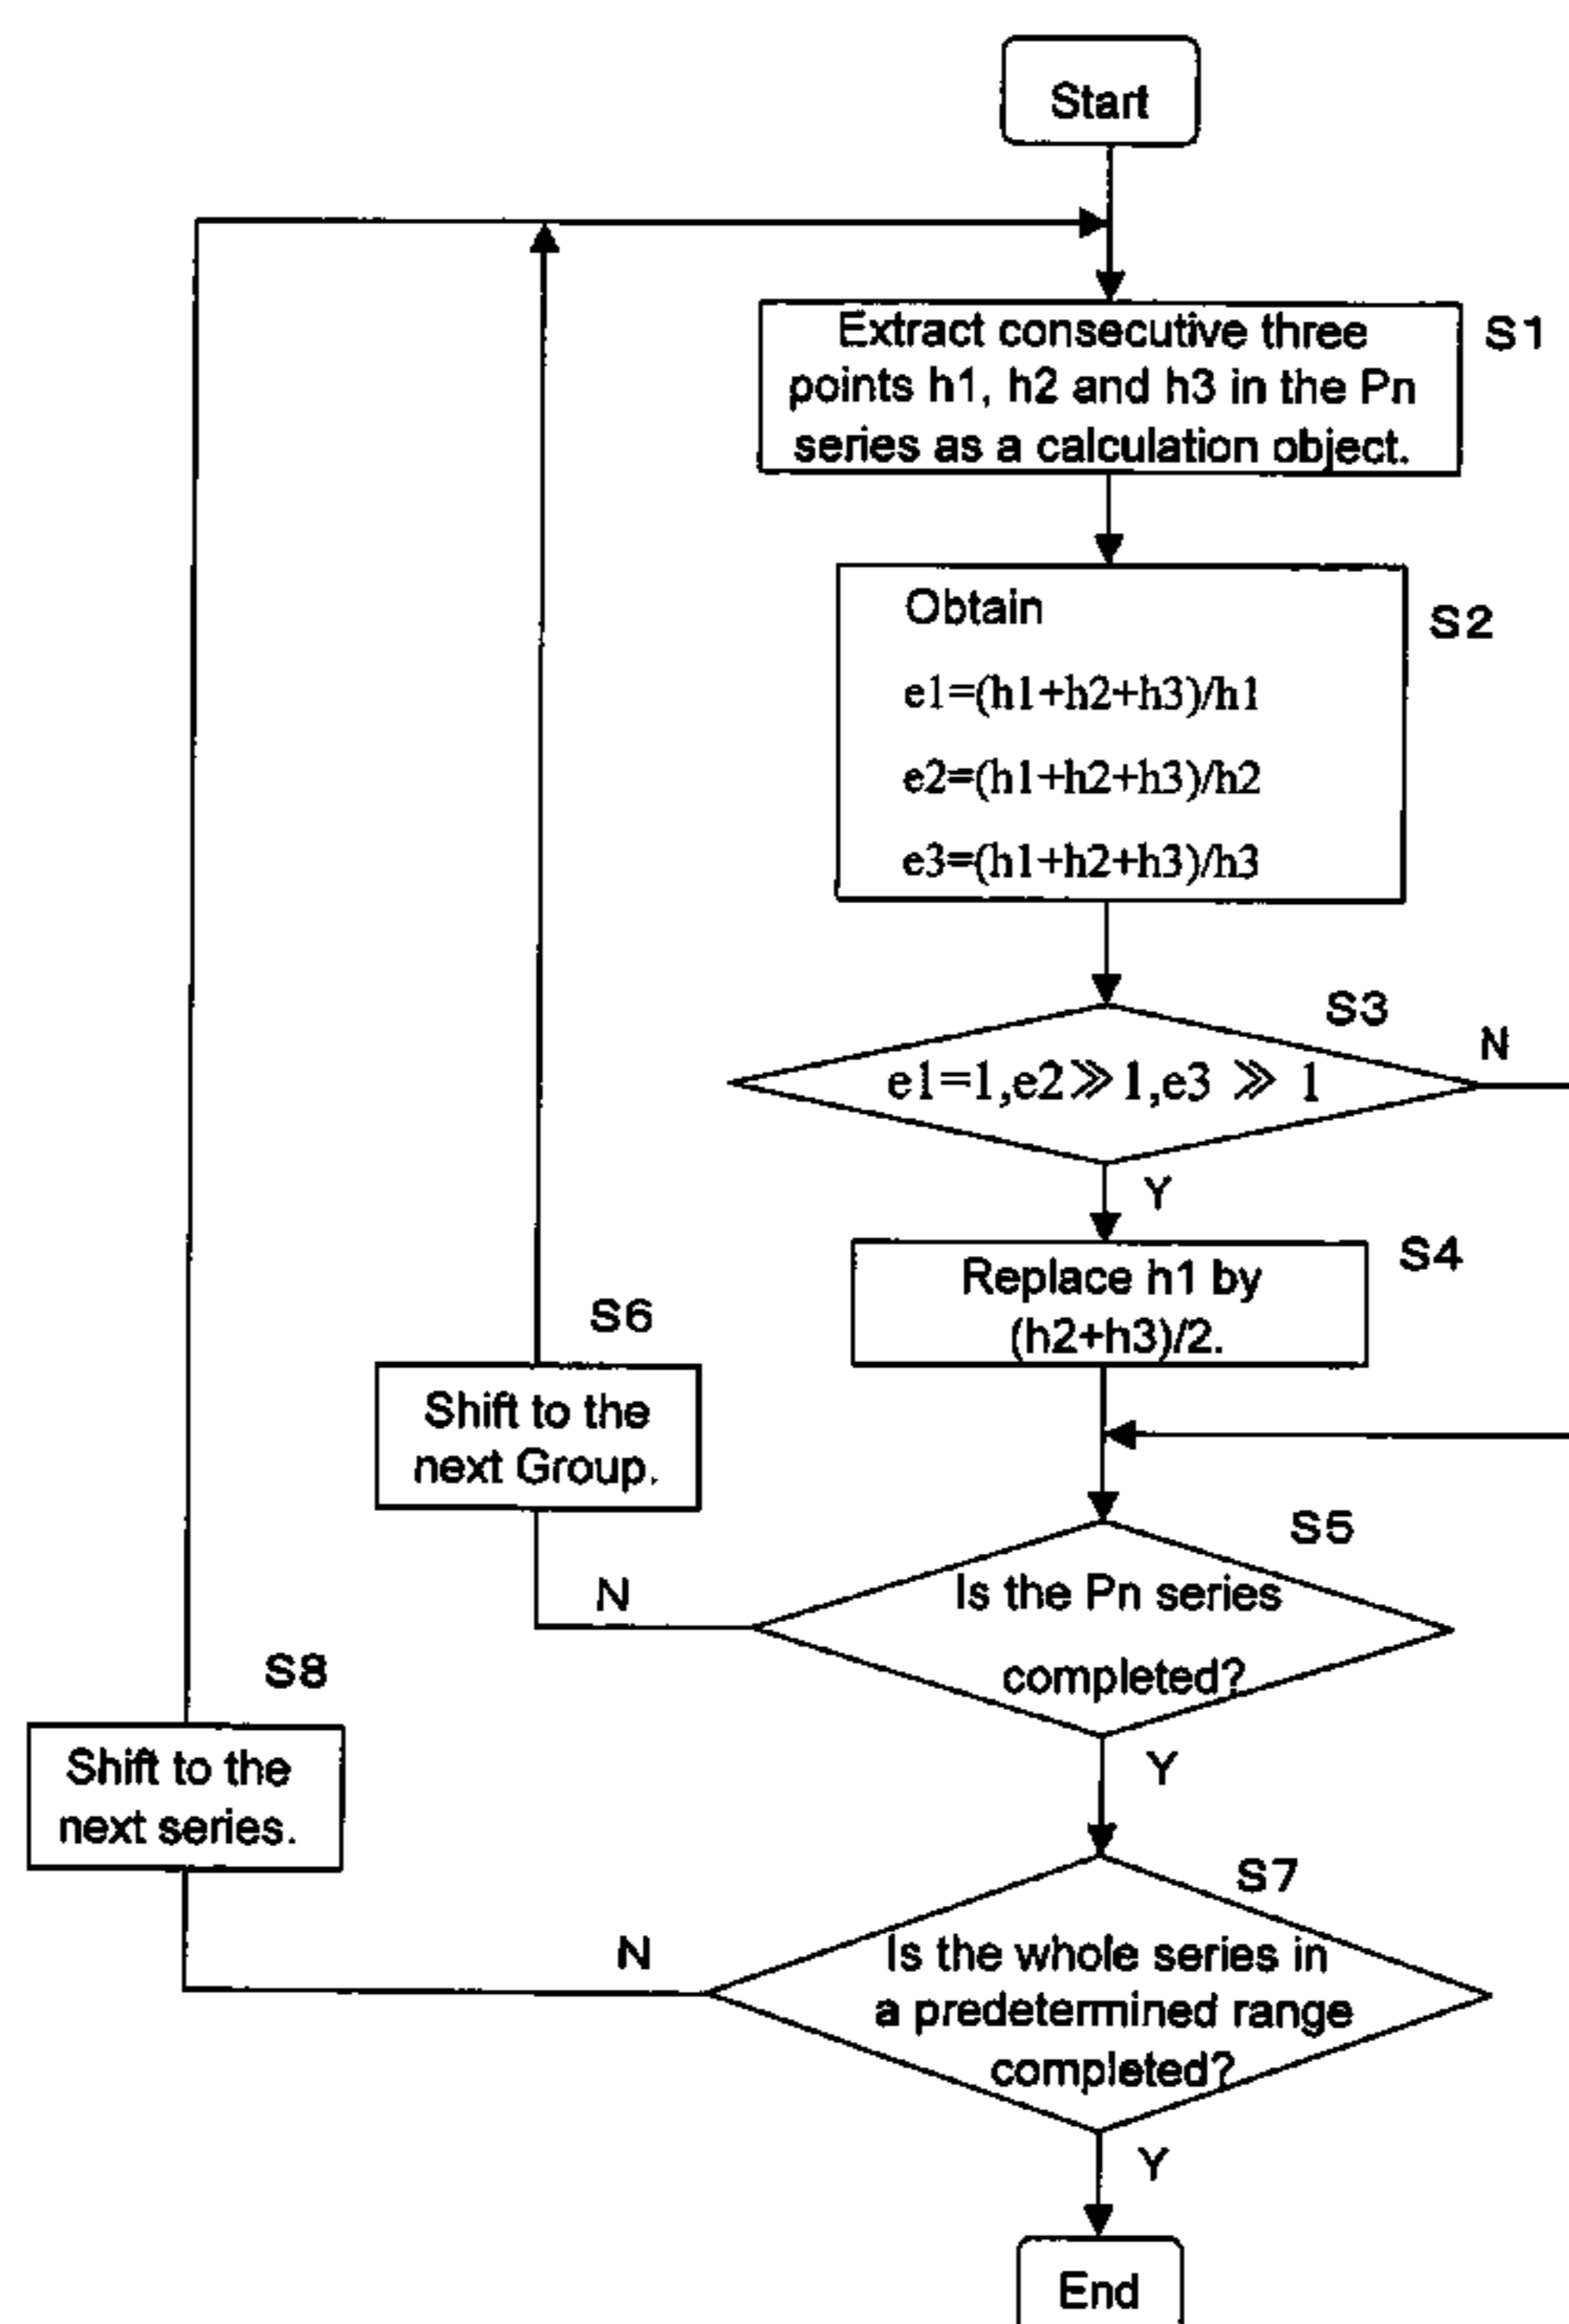 Start
Extract consecutive three
points h1, h2 and h3 in the Pn
series as a calculation object.
S1
Obtain
S2
e1=(h1+h2+h3)/h1
e2=(h1+h2+h3)/h2
e3=(h1+h2+h3)/h3
S3
N
e1=1,e2≫1,e3 ≫ 1
Y
S4
Replace h1 by
(h2+h3)/2.
S6
Shift to the
next Group.
S5
N
Is the Pn series
completed?
S8
Y
Shift to the
next series.
S7
N
Is the whole series in
a predetermined range
completed?
Y
End